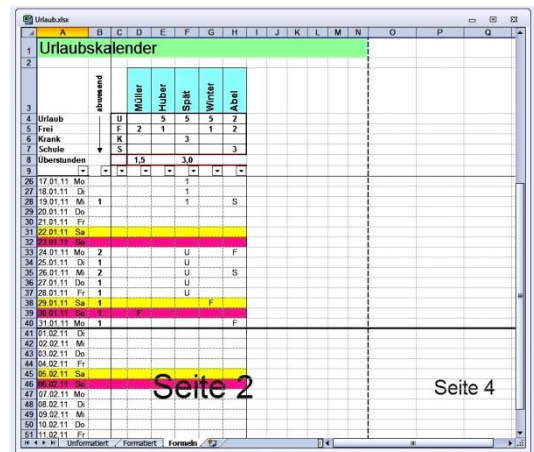 Urlaub.xlsx
A B C D E F G H I J K L M N O P Q
1 Urlaubskalender
2
3 abwesend Müller Huber Spät Winter Abel
4 Urlaub U 5 5 5 2
5 Frei F 2 1 1 2
6 Krank K 3
7 Schule S 3
8 Überstunden 1,5 3,0
9
26 17.01.11 Mo 1
27 18.01.11 Di 1
28 19.01.11 Mi 1 1 S
29 20.01.11 Do
30 21.01.11 Fr
31 22.01.11 Sa
32 23.01.11 So
33 24.01.11 Mo 2 U F
34 25.01.11 Di 1 U
35 26.01.11 Mi 2 U S
36 27.01.11 Do 1 U
37 28.01.11 Fr 1 U
38 29.01.11 Sa 1 F
39 30.01.11 So 1 F
40 31.01.11 Mo 1 F
41 01.02.11 Di
42 02.02.11 Mi
43 03.02.11 Do
44 04.02.11 Fr
45 05.02.11 Sa
46 06.02.11 So
47 07.02.11 Mo
48 08.02.11 Di
49 09.02.11 Mi
50 10.02.11 Do
51 11.02.11 Fr
Seite 2 Seite 4
Unformatiert Formatiert Formeln